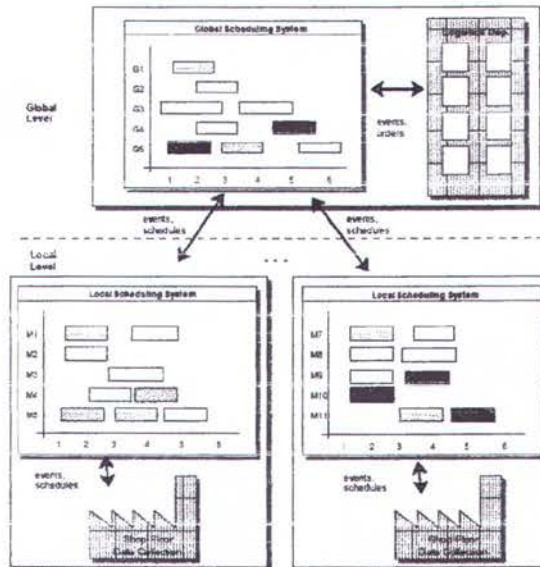 Global Scheduling System
Logistics Dep.
Global
Level
G1
G2
G3
G4
G5
1 2 3 4 5 6
events,
orders
events,
schedules
events,
schedules
Local
Level
...
Local Scheduling System
M1
M2
M3
M4
M5
1 2 3 4 5 6
events,
schedules
Shop Floor
Data Collection
Local Scheduling System
M7
M8
M9
M10
M11
1 2 3 4 5 6
events,
schedules
Shop Floor
Data Collection